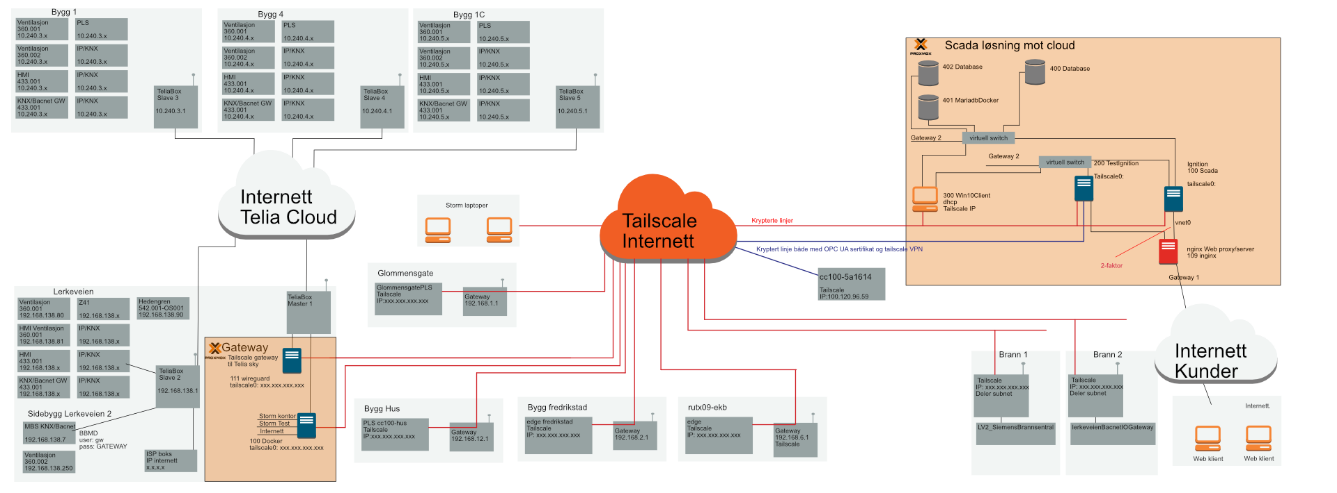 Bygg 1
Ventilasjon
360.001
10.240.3.x
PLS
10.240.3.x
Ventilasjon
360.002
10.240.3.x
IP/KNX
10.240.3.x
HMI
433.001
10.240.3.x
IP/KNX
10.240.3.x
KNX/Bacnet GW
433.001
10.240.3.x
IP/KNX
10.240.3.x
TeliaBox
Slave 3
10.240.3.1
Bygg 4
Ventilasjon
360.001
10.240.4.x
PLS
10.240.4.x
Ventilasjon
360.002
10.240.4.x
IP/KNX
10.240.4.x
HMI
433.001
10.240.4.x
IP/KNX
10.240.4.x
KNX/Bacnet GW
433.001
10.240.4.x
IP/KNX
10.240.4.x
TeliaBox
Slave 4
10.240.4.1
Bygg 1C
Ventilasjon
360.001
10.240.5.x
PLS
10.240.5.x
Ventilasjon
360.002
10.240.5.x
IP/KNX
10.240.5.x
HMI
433.001
10.240.5.x
IP/KNX
10.240.5.x
KNX/Bacnet GW
433.001
10.240.5.x
IP/KNX
10.240.5.x
TeliaBox
Slave 5
10.240.5.1
Internett
Telia Cloud
Storm laptoper
Tailscale
Internett
Krypterte linjer
Kryptert linje både med OPC UA sertifikat og tailscale VPN
cc100-5a1614
Tailscale
IP:100.120.96.53
PROXMOX
Scada løsning mot cloud
402 Database
400 Database
401 MariadbDocker
Gateway 2
virtuell switch
Gateway 2
virtuell switch
200 TestIgnition
Tailscale0:
Ignition
100 Scada
tailscale0:
300 Win10Client
dhcp
Tailscale IP
vnet0
2-faktor
nginx Web proxy/server
109 inginx
Gateway 1
Glommensgate
GlommensgatePLS
Tailscale
IP:xxx.xxx.xxx.xxx
Gateway
192.168.1.1
Lerkeveien
Ventilasjon
360.001
192.168.138.80
Z41
192.168.138.x
Hedengren
542.001-OS001
192.168.138.90
HMI Ventilasjon
360.001
192.168.138.81
IP/KNX
192.168.138.x
HMI
433.001
192.168.138.x
IP/KNX
192.168.138.x
KNX/Bacnet GW
433.001
192.168.138.x
IP/KNX
192.168.138.x
TeliaBox
Slave 2
192.168.138.1
TeliaBox
Master 1
Sidebygg Lerkeveien 2
MBS KNX/Bacnet
192.168.138.7
BBMD
user: gw
pass: GATEWAY
Ventilasjon
360.002
192.168.138.250
ISP boks
IP internett
x.x.x.x
PROXMOX
Gateway
Tailscale gateway
til Telia sky
111 wireguard
tailscale0: xxx.xxx.xxx.xxx
Storm kontor
Storm Test
Internett
100 Docker
tailscale0: xxx.xxx.xxx.xxx
Bygg Hus
PLS cc100-hus
Tailscale
IP:xxx.xxx.xxx.xxx
Gateway
192.168.12.1
Bygg fredrikstad
edge fredrikstad
Tailscale
IP: xxx.xxx.xxx.xxx
Gateway
192.168.2.1
rutx09-ekb
edge
Tailscale
IP: xxx.xxx.xxx.xxx
Gateway
192.168.6.1
Tailscale
Brann 1
Tailscale
IP: xxx.xxx.xxx.xxx
Deler subnet
LV2_SiemensBrannsentral
Brann 2
Tailscale
IP: xxx.xxx.xxx.xxx
Deler subnet
lerkeveienBacnetIOGateway
Internett
Kunder
Internett.
Web klient
Web klient